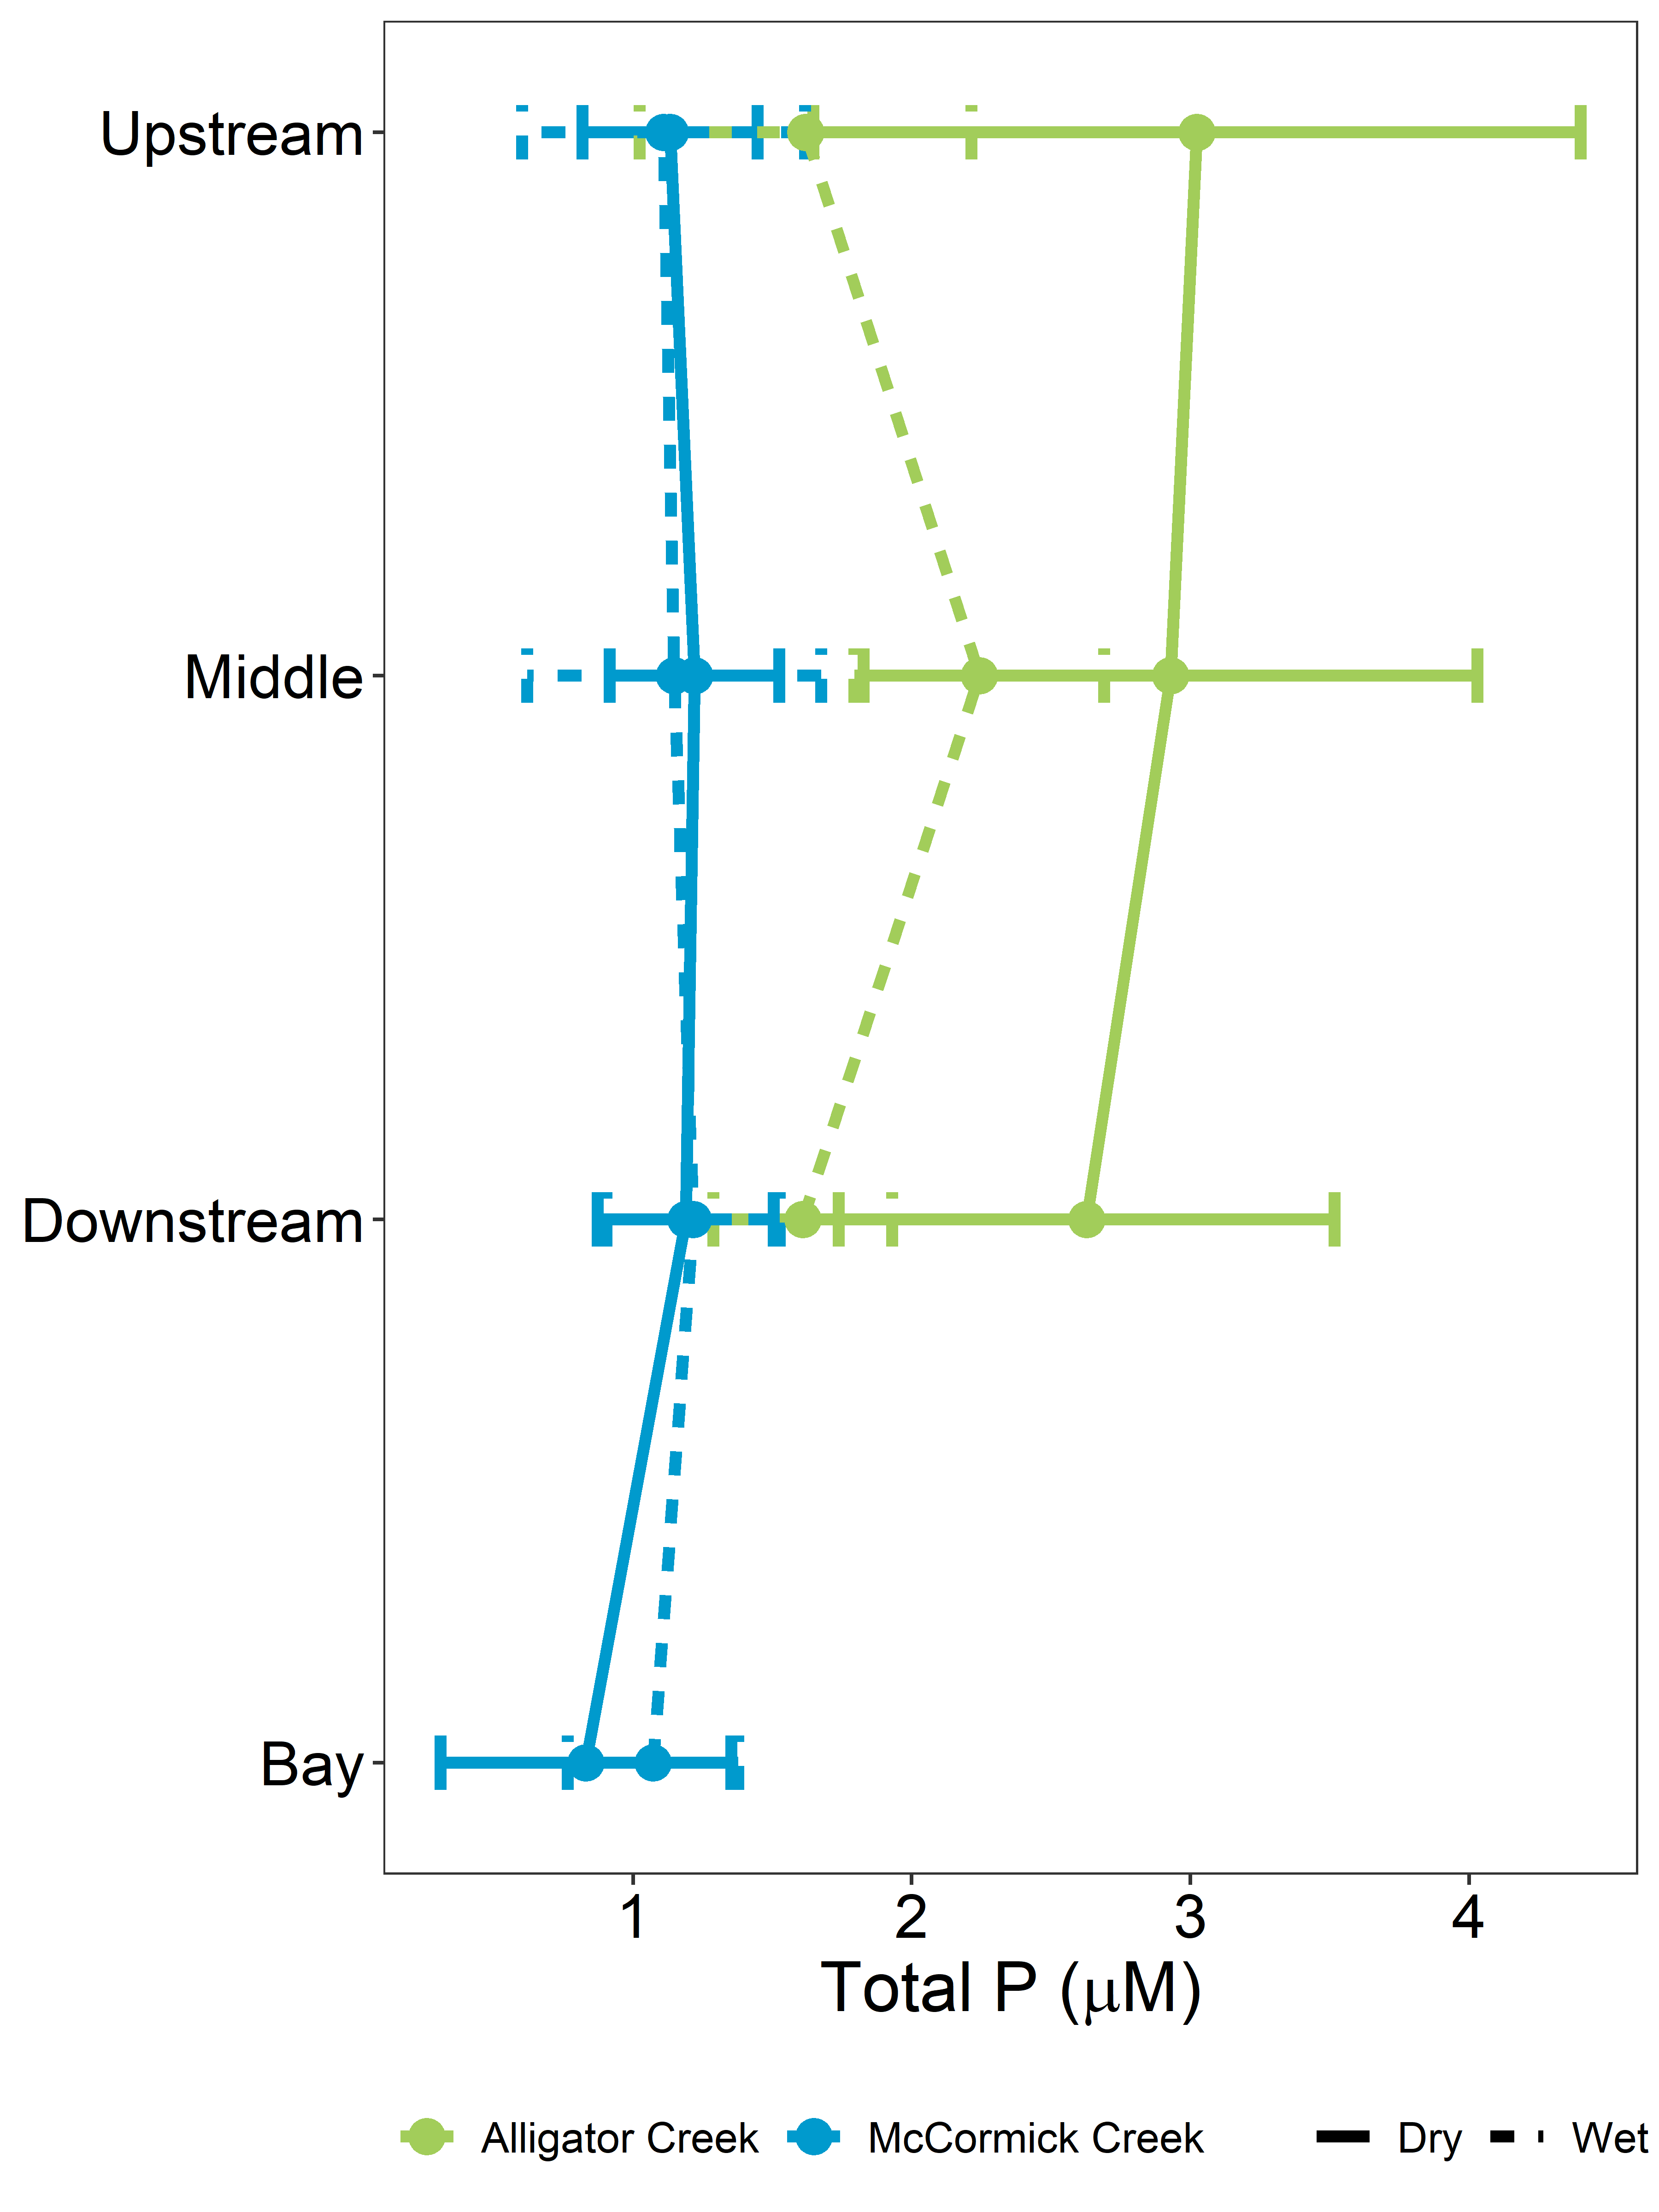 Upstream
Middle
Downstream
Bay
1 2 3 4
Total P (μM)
Alligator Creek McCormick Creek Dry Wet